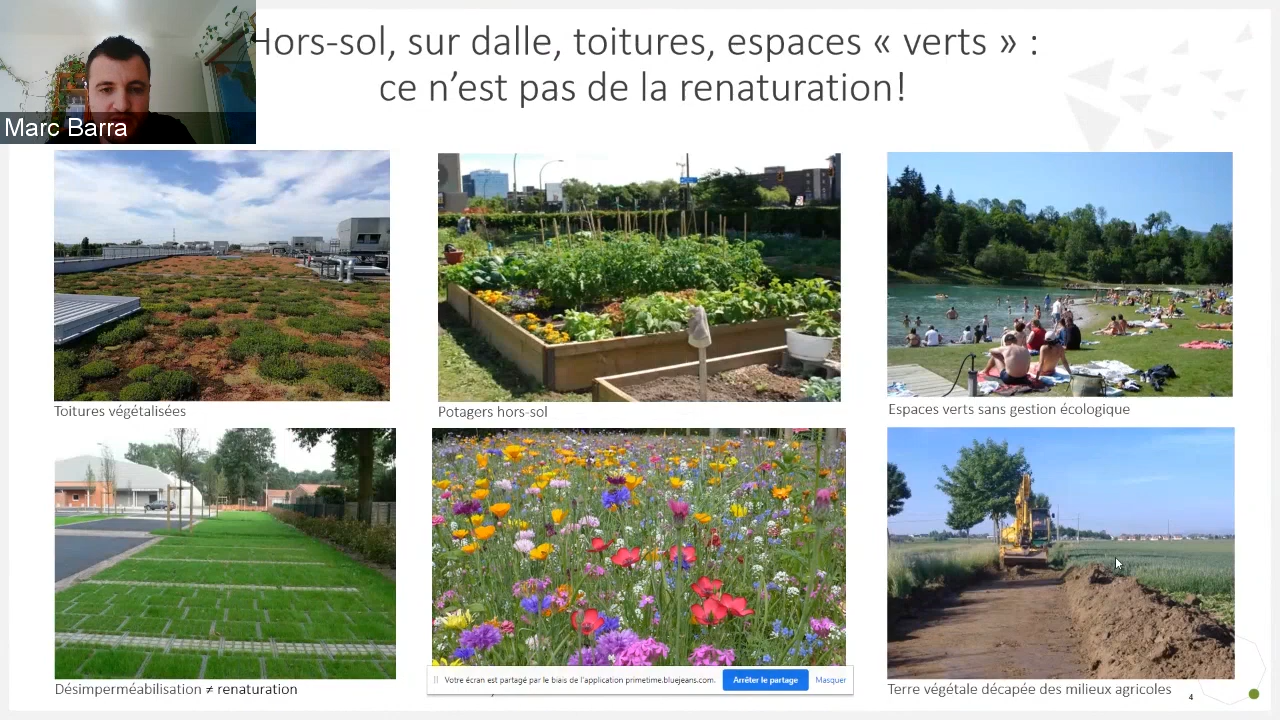 Hors-sol, sur dalle, toitures, espaces « verts » :
ce n’est pas de la renaturation!
Marc Barra
Toitures végétalisées
Potagers hors-sol
Espaces verts sans gestion écologique
Votre écran est partagé par le biais de l'application primetime.bluejeans.com.
Arrêter le partage
Masquer
Désimperméabilisation ≠ renaturation
Terre végétale décapée des milieux agricoles
4